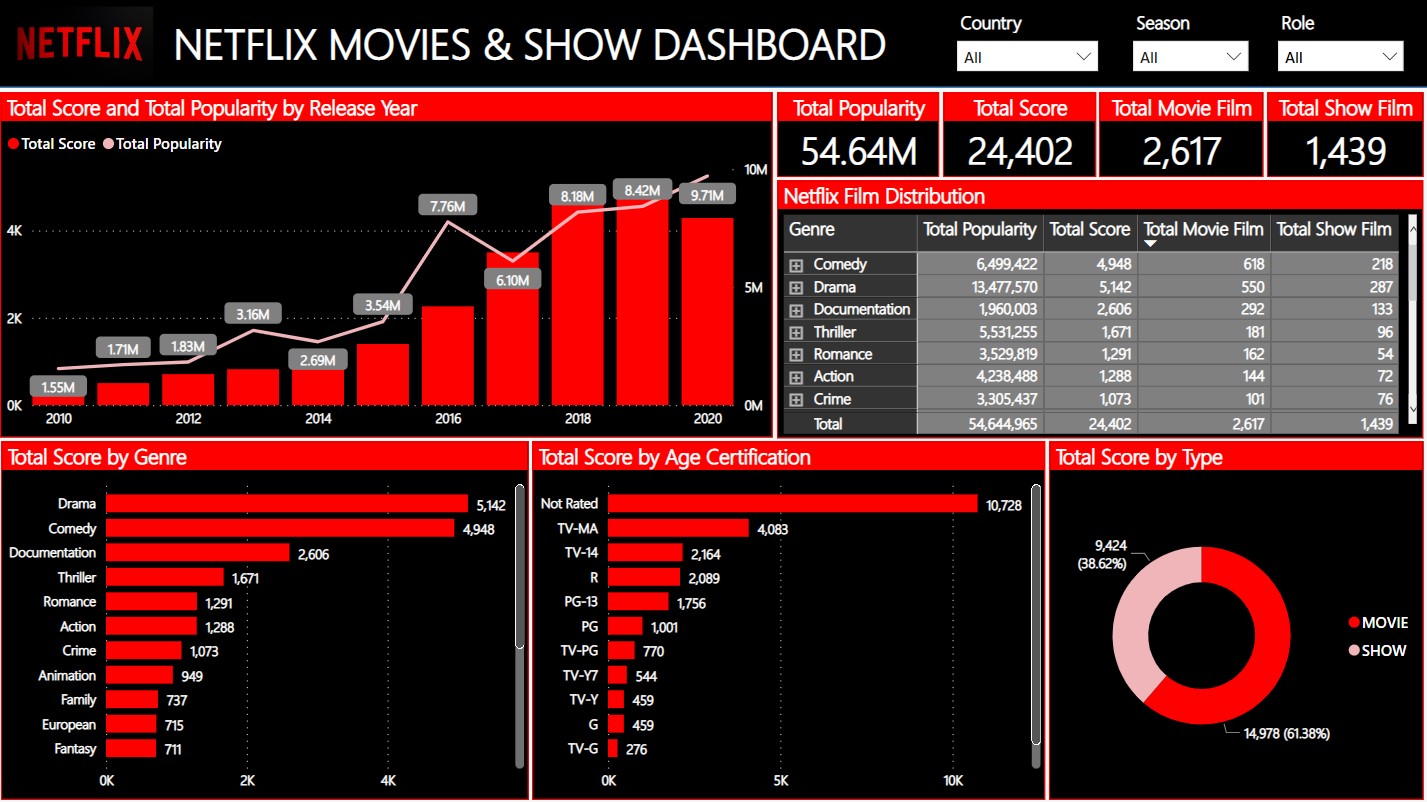 NETFLIX
NETFLIX MOVIES & SHOW DASHBOARD
Country
All
Season
All
Role
All
Total Score and Total Popularity by Release Year
Total Score Total Popularity
10M
5M
0M
4K
2K
0K
1.55M
1.71M
1.83M
3.16M
2.69M
3.54M
7.76M
6.10M
8.18M
8.42M
9.71M
2010 2012 2014 2016 2018 2020
Total Popularity
54.64M
Total Score
24,402
Total Movie Film
2,617
Total Show Film
1,439
Netflix Film Distribution
Genre Total Popularity Total Score Total Movie Film Total Show Film
Comedy 6,499,422 4,948 618 218
Drama 13,477,570 5,142 550 287
Documentation 1,960,003 2,606 292 133
Thriller 5,531,255 1,671 181 96
Romance 3,529,819 1,291 162 54
Action 4,238,488 1,288 144 72
Crime 3,305,437 1,073 101 76
Total 54,644,965 24,402 2,617 1,439
Total Score by Genre
Drama 5,142
Comedy 4,948
Documentation 2,606
Thriller 1,671
Romance 1,291
Action 1,288
Crime 1,073
Animation 949
Family 737
European 715
Fantasy 711
0K 2K 4K
Total Score by Age Certification
Not Rated 10,728
TV-MA 4,083
TV-14 2,164
R 2,089
PG-13 1,756
PG 1,001
TV-PG 770
TV-Y7 544
TV-Y 459
G 459
TV-G 276
0K 5K 10K
Total Score by Type
9,424
(38.62%)
14,978 (61.38%)
MOVIE
SHOW